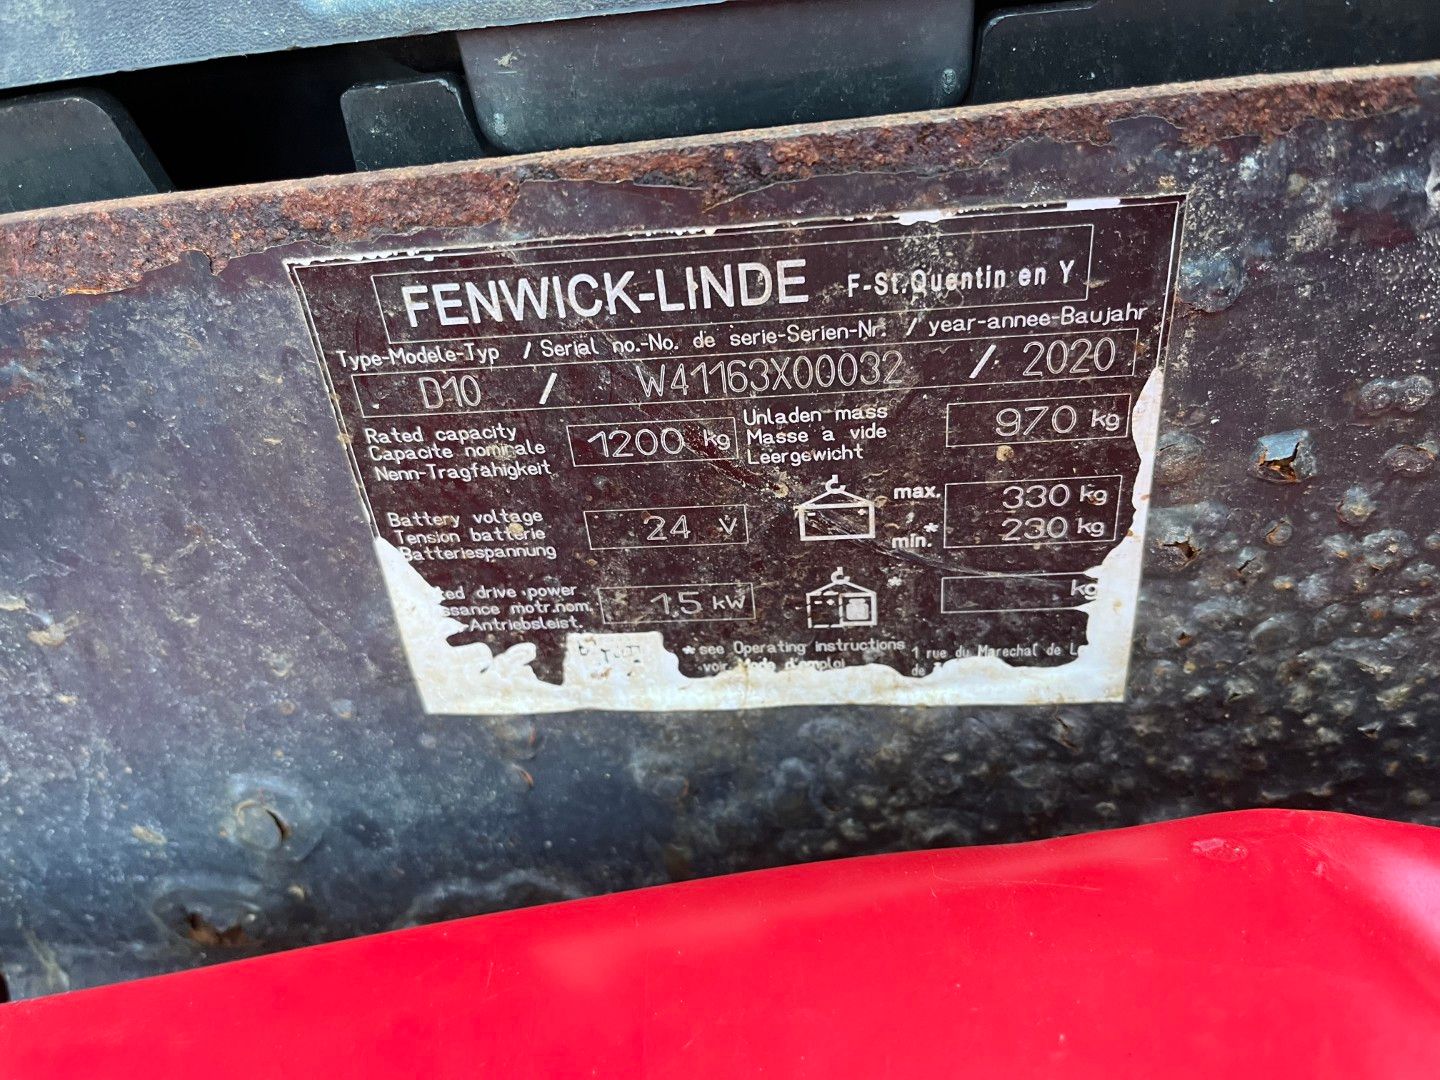 FENWICK-LINDE F-St.Quentin en Y
Type-Modele-Typ / Serial no.-No. de serie-Serien-Nr. / year-annee-Baujahr
D10 / W41163X00032 / 2020
Rated capacity
Capacite nominale
Nenn-Tragfahigkeit
1200 kg
Unladen mass
Masse a vide
Leergewicht
970 kg
Battery voltage
Tension batterie
Batteriespannung
24 V
max. 330 kg
min.* 230 kg
drive power
motr.nom.
-Antriebsleist.
1.5 kW
* kg
*see Operating instructions
voir d'emploi
1 rue du Marechal de
de